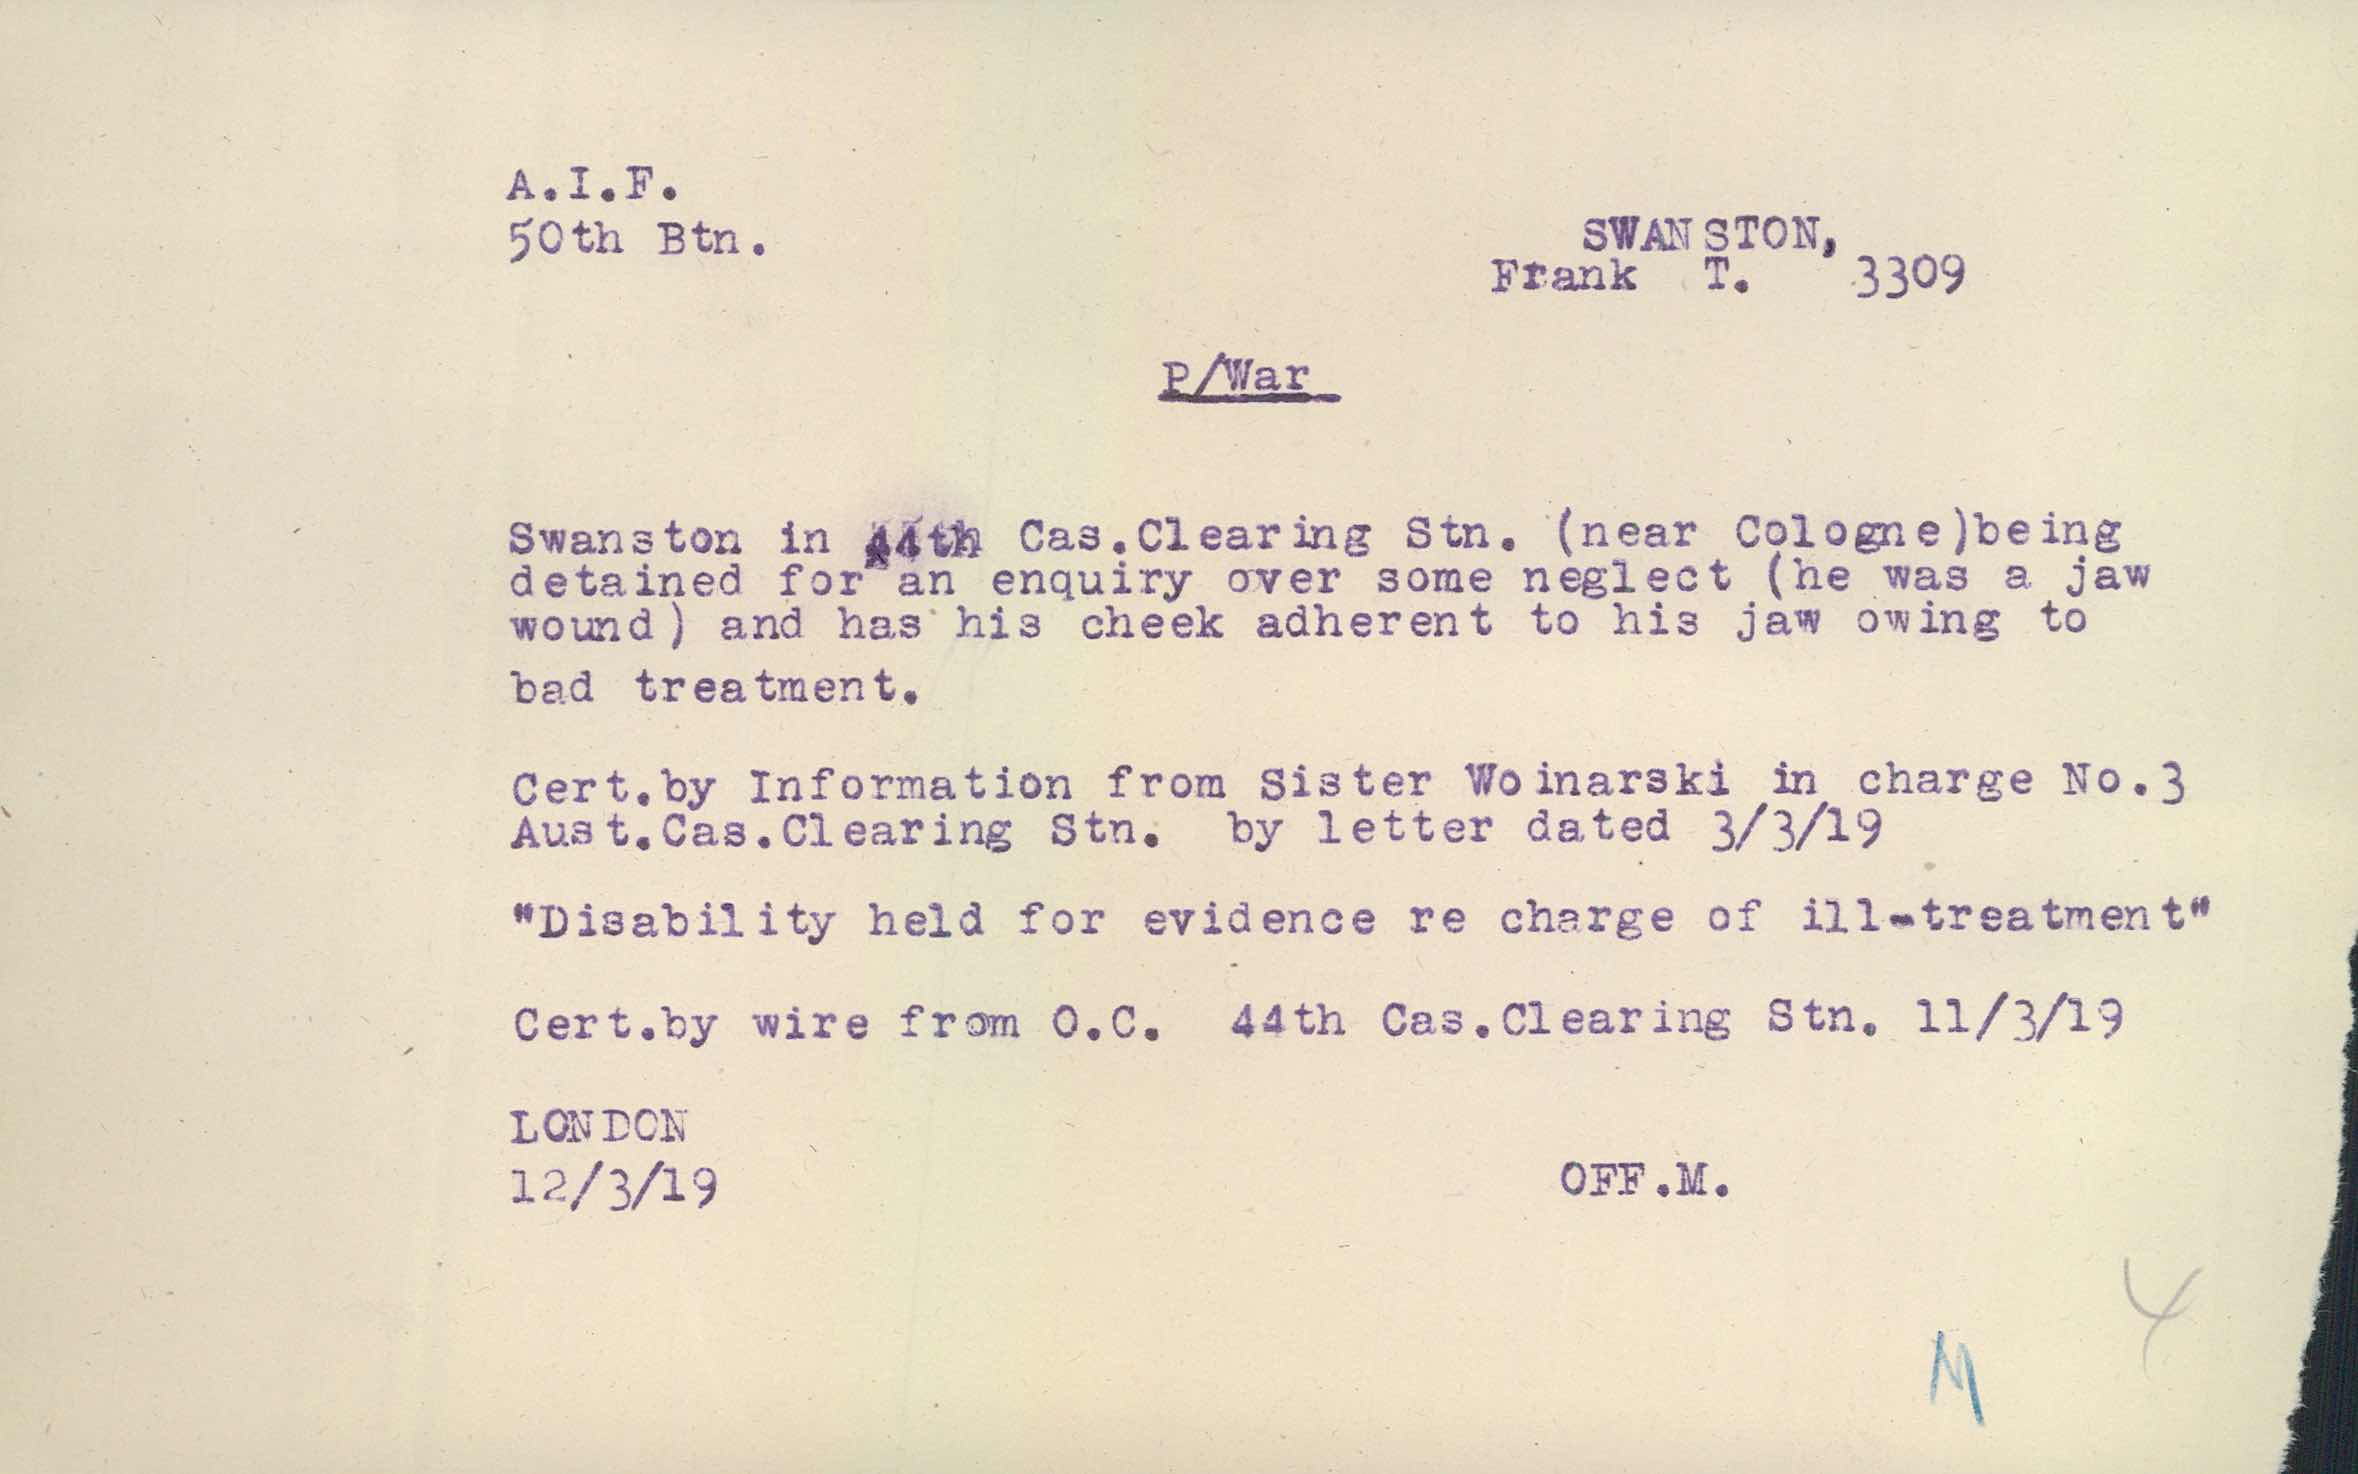 A.I.F.
50th Btn.
SWANSTON,
Frank T. 3309
P/War
Swanston in 44th Cas.Clearing Stn. (near Cologne)being
detained for an enquiry over some neglect (he was a jaw
wound) and has his cheek adherent to his jaw owing to
bad treatment.
Cert.by Information from Sister Woinarski in charge No.3
Aust.Cas.Clearing Stn. by letter dated 3/3/19
"Disability held for evidence re charge of ill-treatment"
Cert.by wire from O.C. 44th Cas.Clearing Stn. 11/3/19
LONDON
12/3/19
OFF.M.
4
M